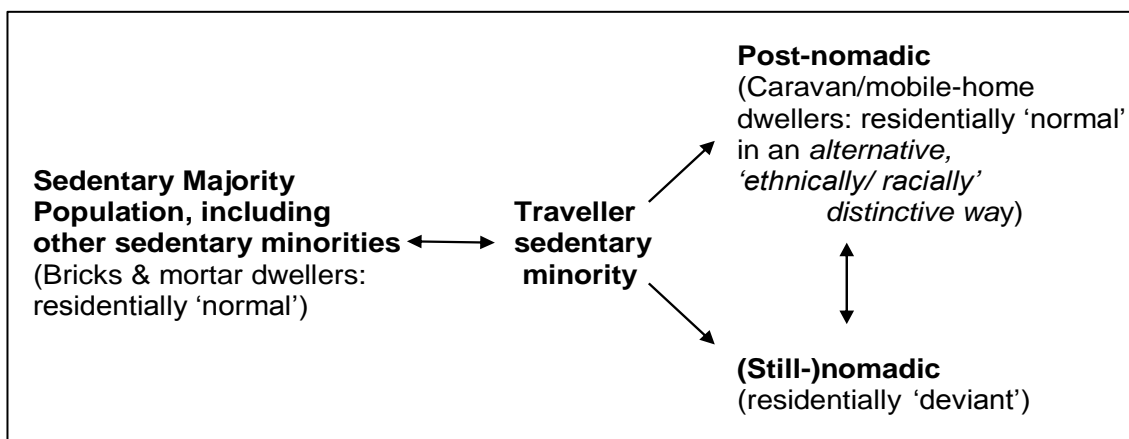 Sedentary Majority
Population, including
other sedentary minorities
(Bricks & mortar dwellers:
residentially ‘normal’)
Traveller
sedentary
minority
Post-nomadic
(Caravan/mobile-home
dwellers: residentially ‘normal’
in an alternative,
‘ethnically/ racially’
distinctive way)
(Still-)nomadic
(residentially ‘deviant’)